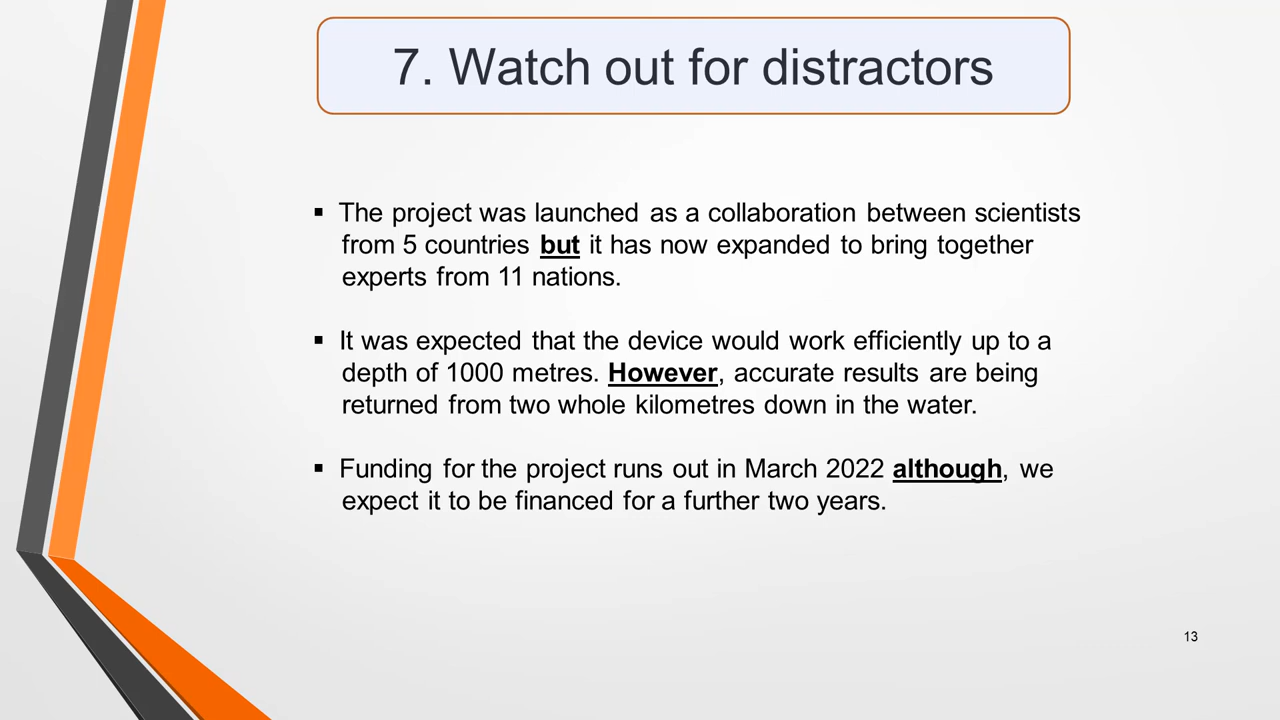 7. Watch out for distractors
▪ The project was launched as a collaboration between scientists
from 5 countries but it has now expanded to bring together
experts from 11 nations.
▪ It was expected that the device would work efficiently up to a
depth of 1000 metres. However, accurate results are being
returned from two whole kilometres down in the water.
▪ Funding for the project runs out in March 2022 although, we
expect it to be financed for a further two years.
13